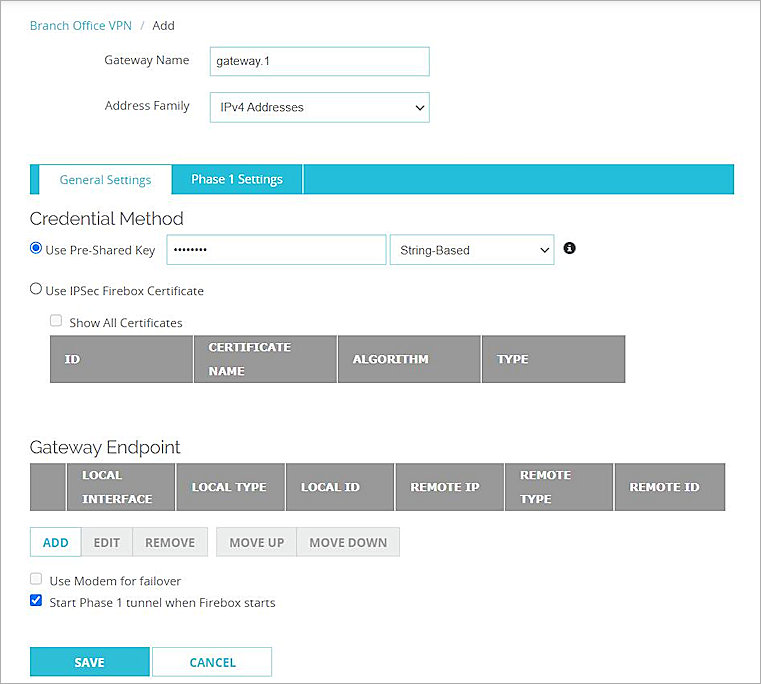 Branch Office VPN / Add
Gateway Name gateway.1
Address Family IPv4 Addresses
General Settings Phase 1 Settings
Credential Method
Use Pre-Shared Key •••••••• String-Based
Use IPSec Firebox Certificate
Show All Certificates
ID CERTIFICATE NAME ALGORITHM TYPE
Gateway Endpoint
LOCAL INTERFACE LOCAL TYPE LOCAL ID REMOTE IP REMOTE TYPE REMOTE ID
ADD EDIT REMOVE MOVE UP MOVE DOWN
Use Modem for failover
Start Phase 1 tunnel when Firebox starts
SAVE CANCEL